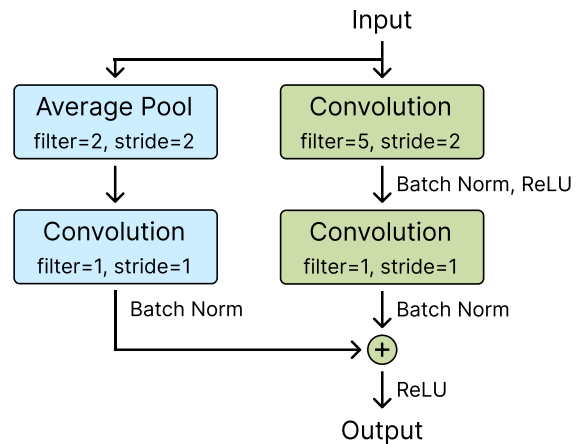 Input
Average Pool
filter=2, stride=2
Convolution
filter=5, stride=2
Batch Norm, ReLU
Convolution
filter=1, stride=1
Convolution
filter=1, stride=1
Batch Norm
Batch Norm
+
ReLU
Output